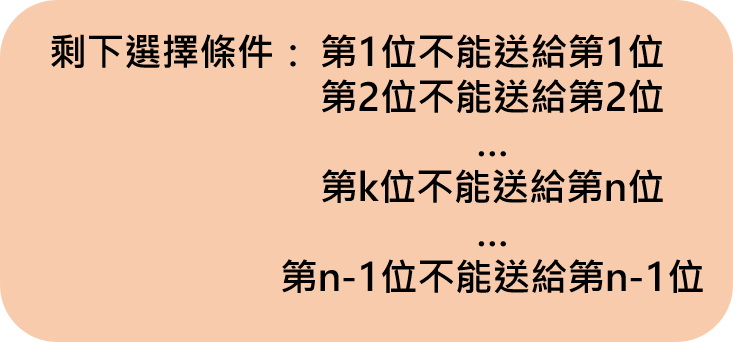 剩下選擇條件： 第1位不能送給第1位
第2位不能送給第2位
...
第k位不能送給第n位
...
第n-1位不能送給第n-1位